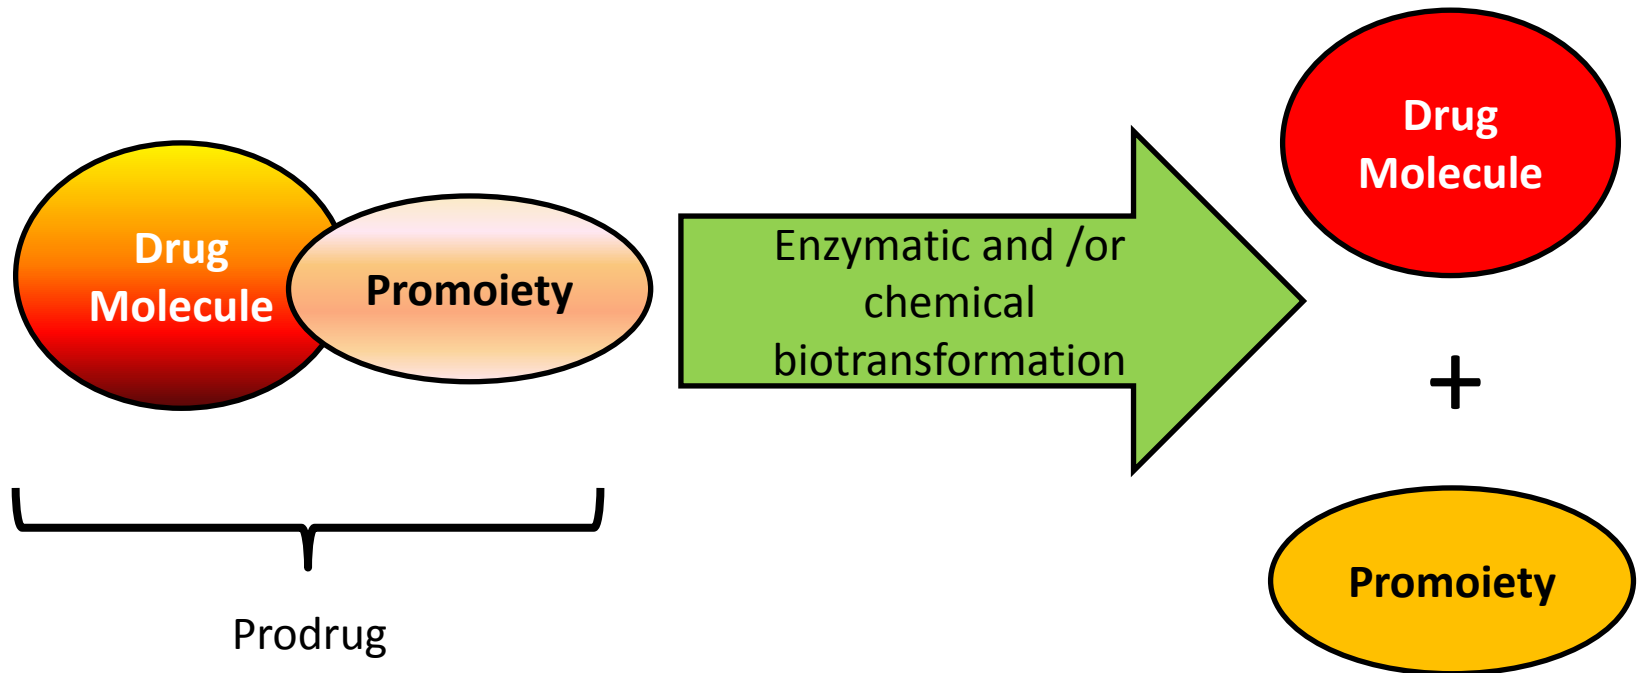 Drug
Molecule
Promoiety
Prodrug
Enzymatic and /or
chemical
biotransformation
Drug
Molecule
+
Promoiety